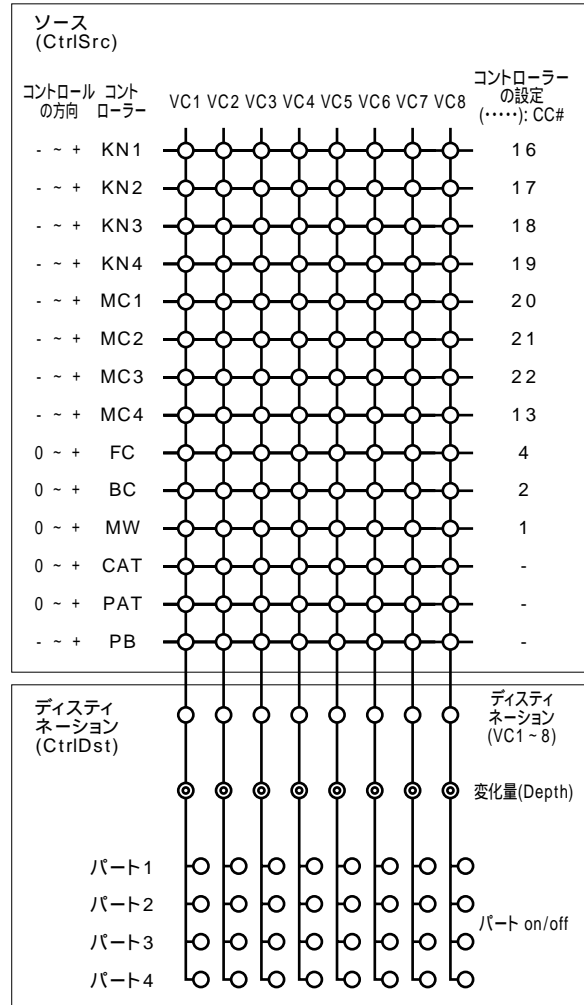 ソース
(CtrlSrc)
コントロール
の方向
コント
ローラー
VC1 VC2 VC3 VC4 VC5 VC6 VC7 VC8
コントローラー
の設定
(・・・・・): CC#
- ~ + KN1 16
- ~ + KN2 17
- ~ + KN3 18
- ~ + KN4 19
- ~ + MC1 20
- ~ + MC2 21
- ~ + MC3 22
- ~ + MC4 13
0 ~ + FC 4
0 ~ + BC 2
0 ~ + MW 1
0 ~ + CAT -
0 ~ + PAT -
- ~ + PB -
ディスティ
ネーション
(CtrlDst)
ディスティ
ネーション
(VC1 ~ 8)
変化量(Depth)
パート1
パート2
パート3
パート4
パート on/off